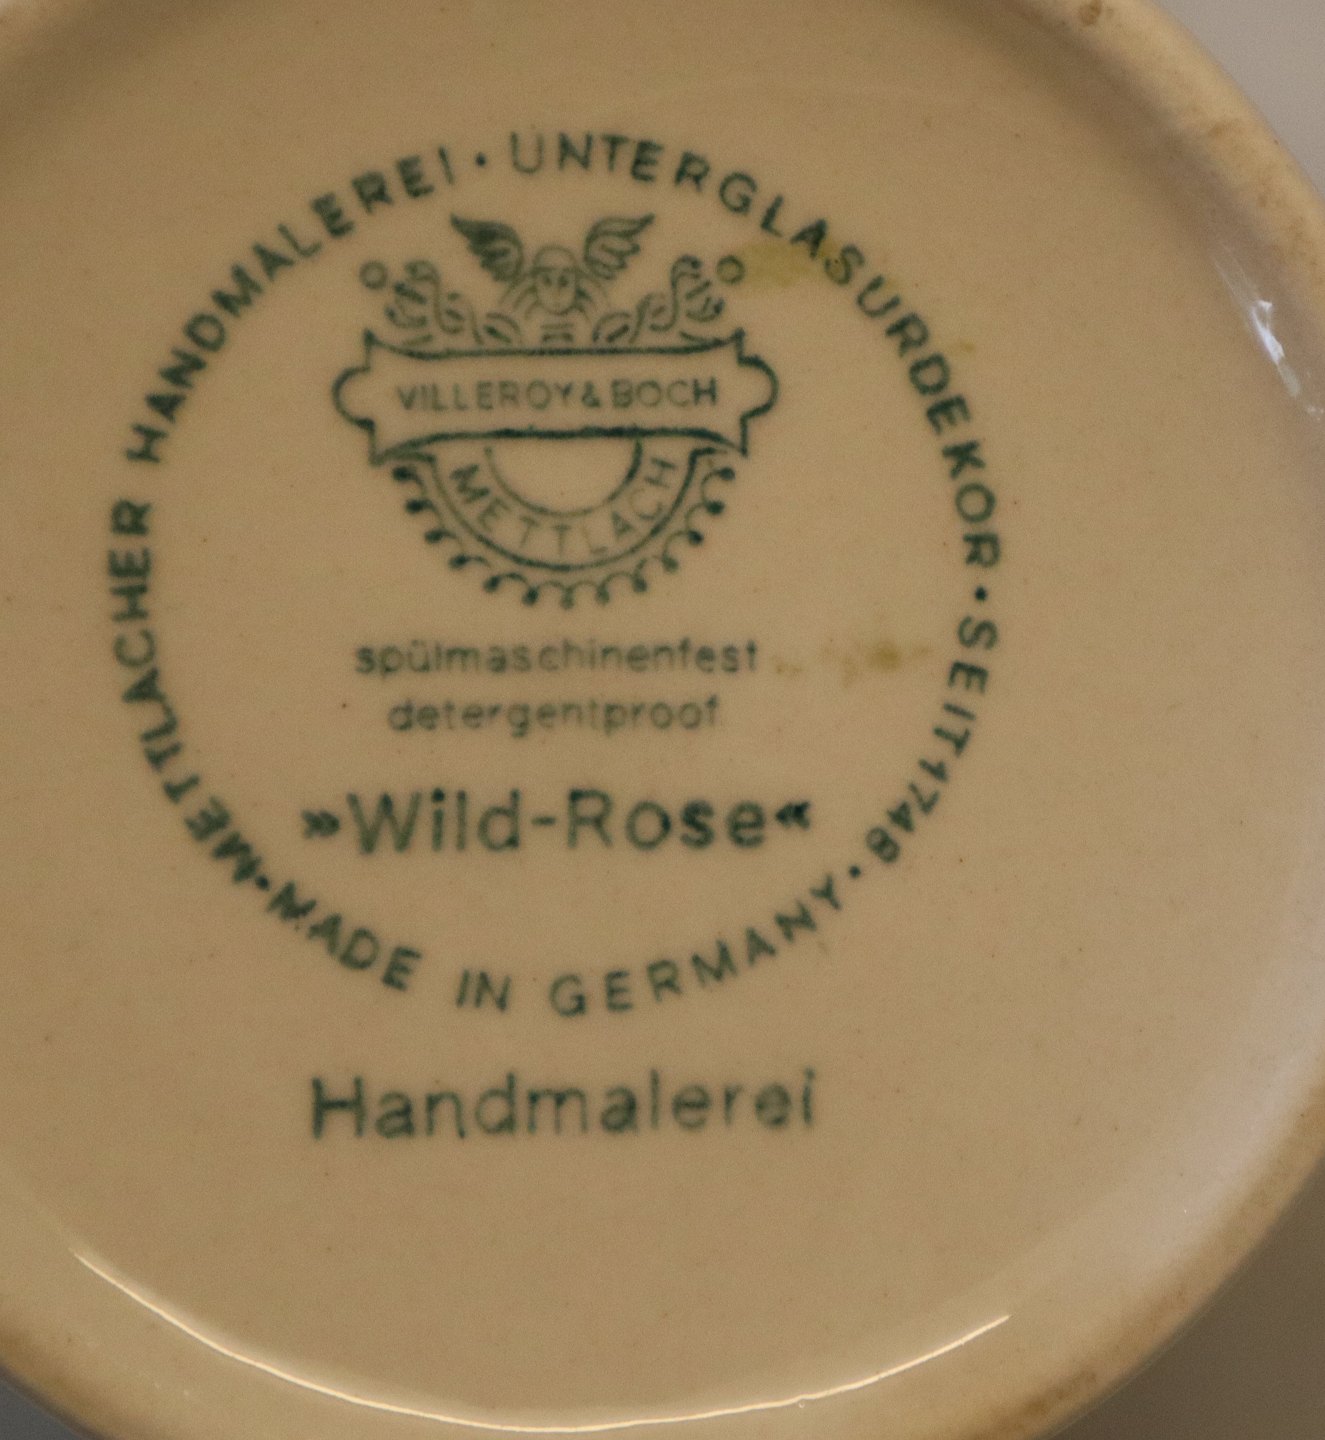 METTLACHER HANDMALEREI · UNTERGLASURDEKOR · SEIT 1748 · MADE IN GERMANY ·
VILLEROY & BOCH
METTLACH
spülmaschinenfest
detergentproof
»Wild-Rose«
Handmalerei